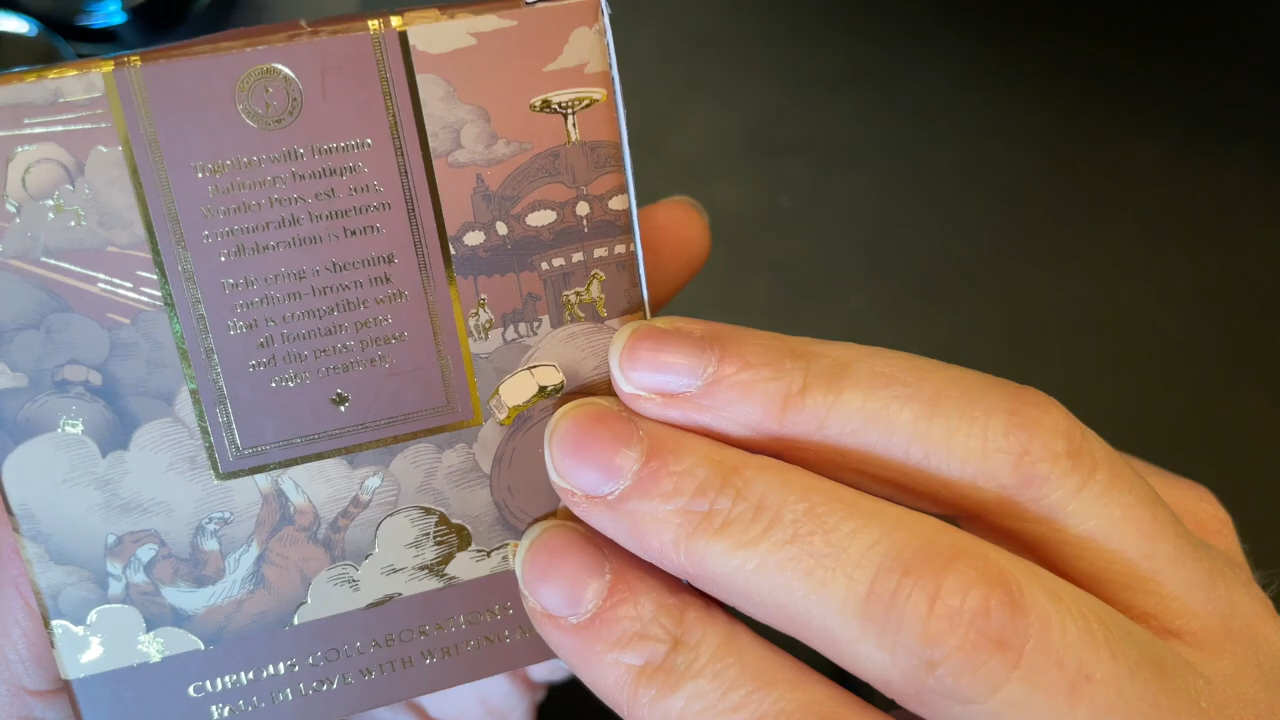 Together with Toronto
stationery boutique,
Wonder Pens, est. 2013,
a memorable hometown
collaboration is born.
Delivering a sheening
medium-brown ink
that is compatible with
all fountain pens
and dip pens; please
enjoy creatively.
CURIOUS COLLABORATIONS
FALL IN LOVE WITH WRITING